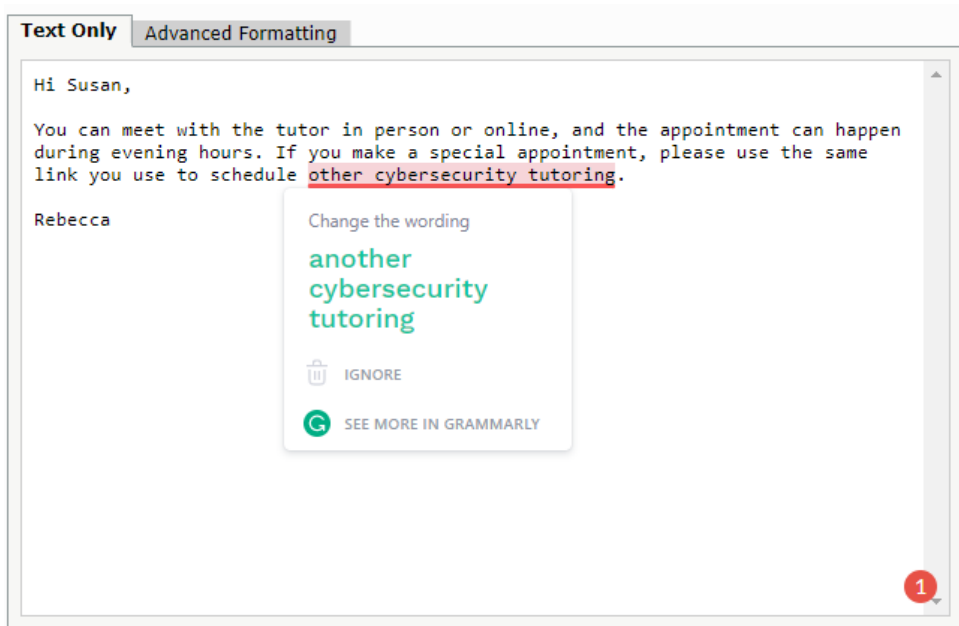 Text Only
Advanced Formatting
Hi Susan,
You can meet with the tutor in person or online, and the appointment can happen
during evening hours. If you make a special appointment, please use the same
link you use to schedule other cybersecurity tutoring.
Rebecca
Change the wording
another
cybersecurity
tutoring
IGNORE
G
SEE MORE IN GRAMMARLY
1